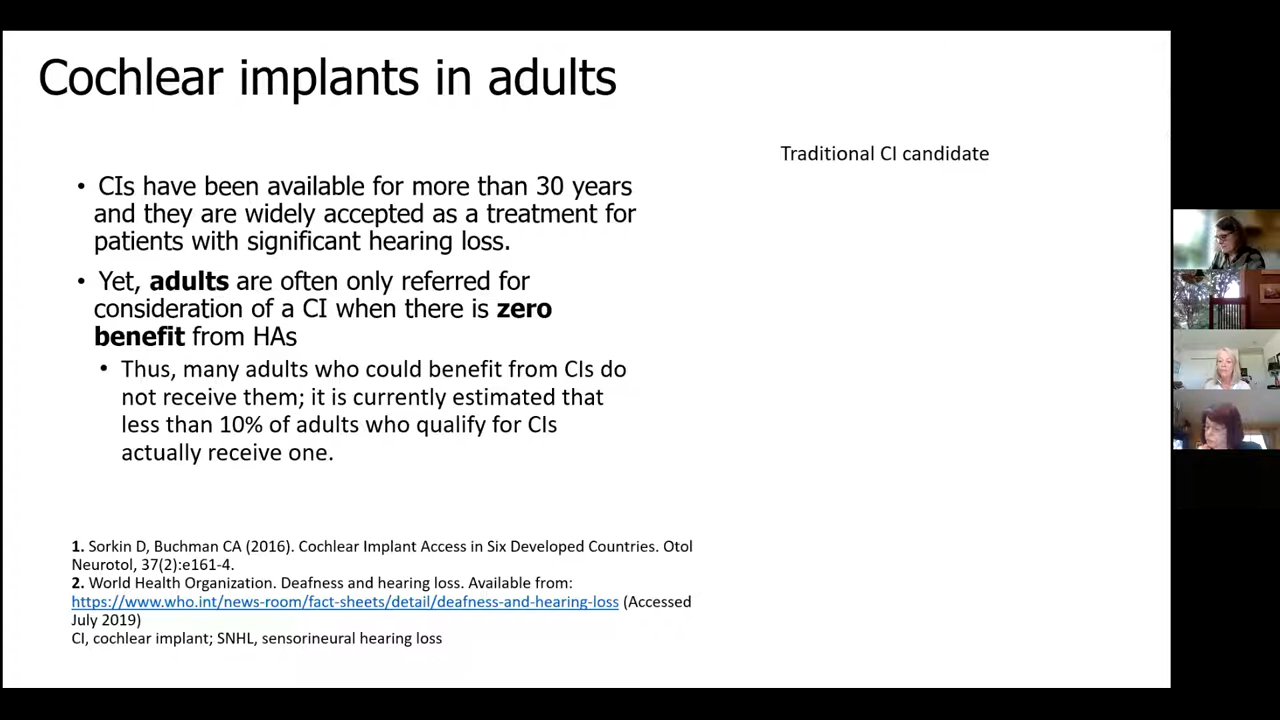 Cochlear implants in adults
Traditional CI candidate
• CIs have been available for more than 30 years
and they are widely accepted as a treatment for
patients with significant hearing loss.
• Yet, adults are often only referred for
consideration of a CI when there is zero
benefit from HAs
• Thus, many adults who could benefit from CIs do
not receive them; it is currently estimated that
less than 10% of adults who qualify for CIs
actually receive one.
1. Sorkin D, Buchman CA (2016). Cochlear Implant Access in Six Developed Countries. Otol
Neurotol, 37(2):e161-4.
2. World Health Organization. Deafness and hearing loss. Available from:
https://www.who.int/news-room/fact-sheets/detail/deafness-and-hearing-loss (Accessed
July 2019)
CI, cochlear implant; SNHL, sensorineural hearing loss